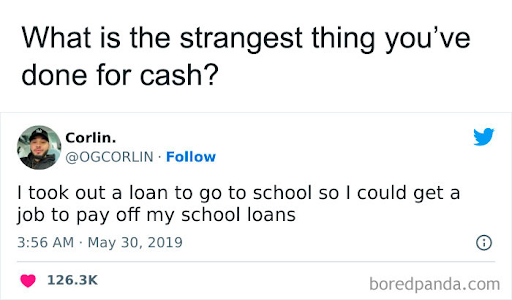 What is the strangest thing you've
done for cash?
Corlin.
@OGCORLIN · Follow
I took out a loan to go to school so I could get a
job to pay off my school loans
3:56 AM · May 30, 2019
126.3K
boredpanda.com